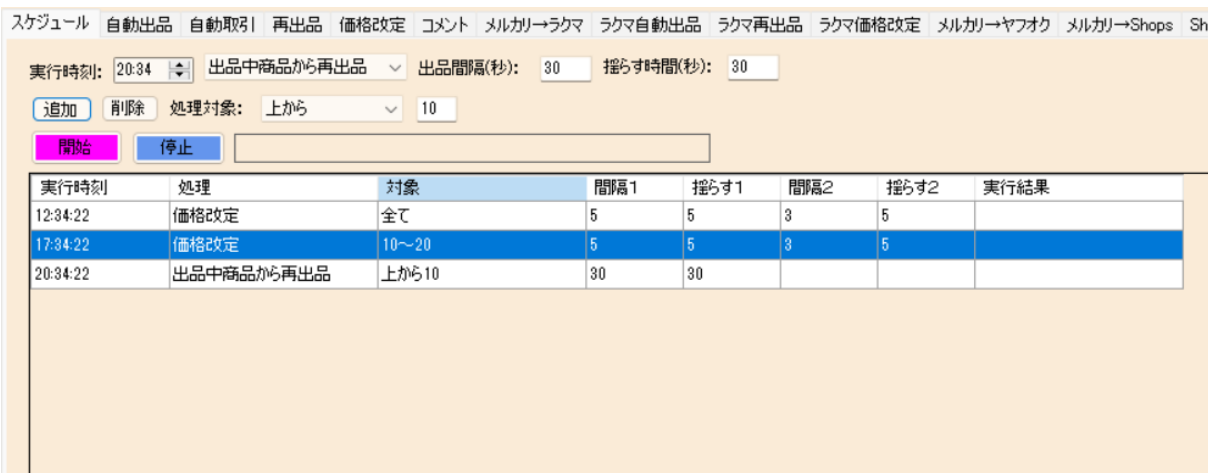 スケジュール 自動出品 自動取引 再出品 価格改定 コメント メルカリ→ラクマ ラクマ自動出品 ラクマ再出品 ラクマ価格改定 メルカリ→ヤフオク メルカリ→Shops Sh
実行時刻: 20:34 出品中商品から再出品 出品間隔(秒): 30 揺らす時間(秒): 30
追加 削除 処理対象: 上から 10
開始 停止
実行時刻 処理 対象 間隔1 揺らす1 間隔2 揺らす2 実行結果
12:34:22 価格改定 全て 5 5 3 5
17:34:22 価格改定 10～20 5 5 3 5
20:34:22 出品中商品から再出品 上から10 30 30